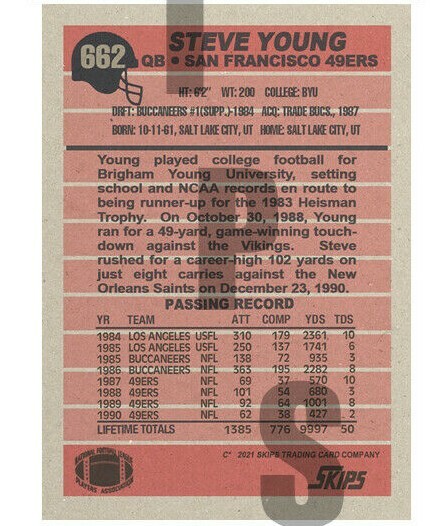 662
STEVE YOUNG
QB • SAN FRANCISCO 49ERS
HT: 6'2" WT: 200 COLLEGE: BYU
DRFT: BUCCANEERS #1(SUPP.)-1984 ACQ: TRADE BUCS., 1987
BORN: 10-11-61, SALT LAKE CITY, UT HOME: SALT LAKE CITY, UT
Young played college football for
Brigham Young University, setting
school and NCAA records en route to
being runner-up for the 1983 Heisman
Trophy. On October 30, 1988, Young
ran for a 49-yard, game-winning touch-
down against the Vikings. Steve
rushed for a career-high 102 yards on
just eight carries against the New
Orleans Saints on December 23, 1990.
PASSING RECORD
YR TEAM ATT COMP YDS TDS
1984 LOS ANGELES USFL 310 179 2361 10
1985 LOS ANGELES USFL 250 137 1741 6
1985 BUCCANEERS NFL 138 72 935 3
1986 BUCCANEERS NFL 363 195 2282 8
1987 49ERS NFL 69 37 570 10
1988 49ERS NFL 101 54 680 3
1989 49ERS NFL 92 64 1001 8
1990 49ERS NFL 62 38 427 2
LIFETIME TOTALS 1385 776 9997 50
NATIONAL FOOTBALL LEAGUE
PLAYERS ASSOCIATION
C* 2021 SKIPS TRADING CARD COMPANY
SKIPS
P
S